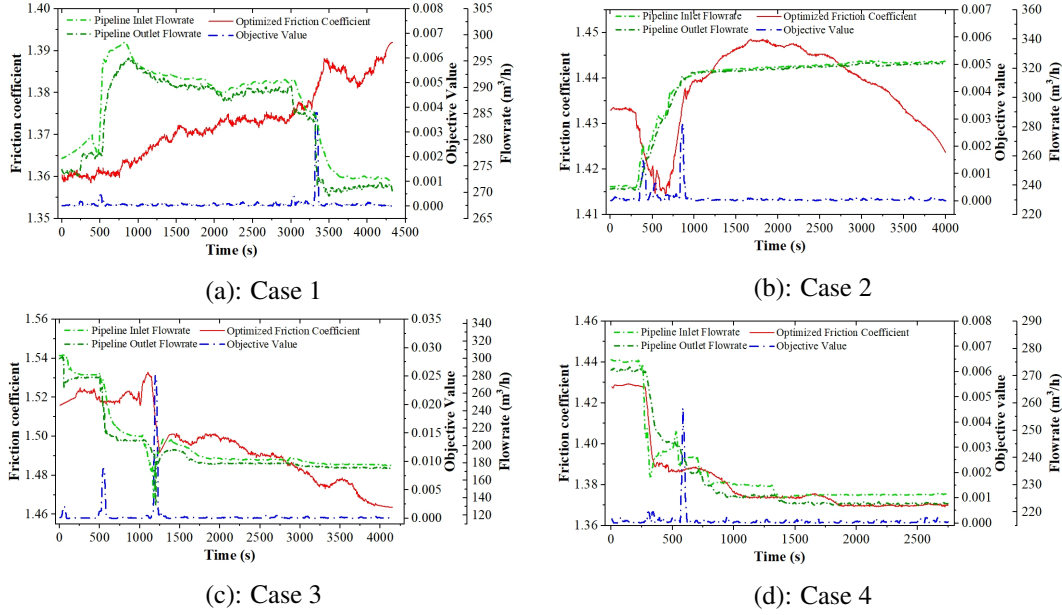 Pipeline Inlet Flowrate
Optimized Friction Coefficient
Pipeline Outlet Flowrate
Objective Value
Friction coefficient
1.40
1.39
1.38
1.37
1.36
1.35
0 500 1000 1500 2000 2500 3000 3500 4000 4500
Time (s)
0.008
0.007
0.006
0.005
0.004
0.003
0.002
0.001
0.000
Objective Value
305
300
295
290
285
280
275
270
265
Flowrate (m³/h)
(a): Case 1
Pipeline Inlet Flowrate
Optimized Friction Coefficient
Pipeline Outlet Flowrate
Objective Value
Friction coefficient
1.45
1.44
1.43
1.42
1.41
0 500 1000 1500 2000 2500 3000 3500 4000
Time (s)
0.007
0.006
0.005
0.004
0.003
0.002
0.001
0.000
Objective Value
360
340
320
300
280
260
240
220
Flowrate (m³/h)
(b): Case 2
Pipeline Inlet Flowrate
Optimized Friction Coefficient
Pipeline Outlet Flowrate
Objective Value
Friction coefficient
1.56
1.54
1.52
1.50
1.48
1.46
0 500 1000 1500 2000 2500 3000 3500 4000
Time (s)
0.035
0.030
0.025
0.020
0.015
0.010
0.005
0.000
Objective Value
340
320
300
280
260
240
220
200
180
160
140
120
Flowrate (m³/h)
(c): Case 3
Pipeline Inlet Flowrate
Optimized Friction Coefficient
Pipeline Outlet Flowrate
Objective Value
Friction coefficient
1.46
1.44
1.42
1.40
1.38
1.36
0 500 1000 1500 2000 2500
Time (s)
0.008
0.007
0.006
0.005
0.004
0.003
0.002
0.001
0.000
Objective Value
290
280
270
260
250
240
230
220
Flowrate (m³/h)
(d): Case 4